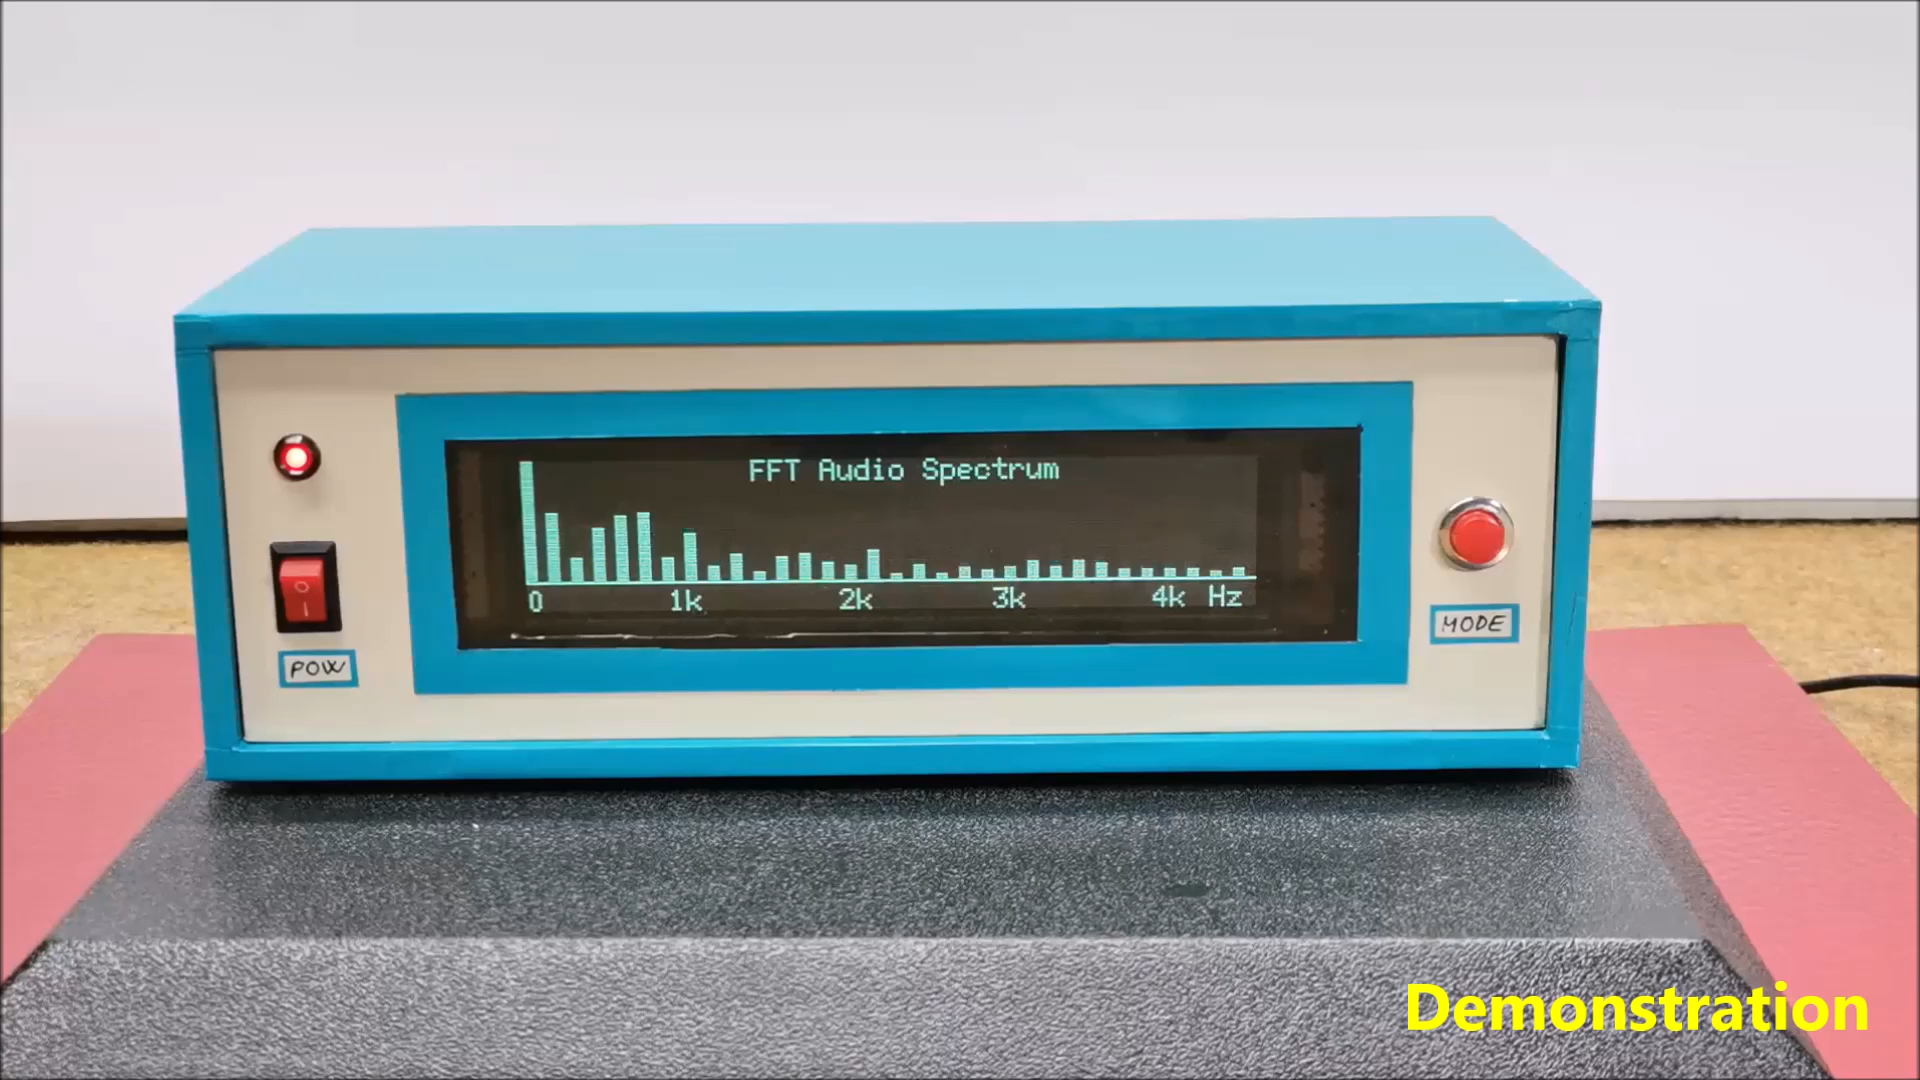 FFT Audio Spectrum
0 1k 2k 3k 4k Hz
POW
MODE
Demonstration